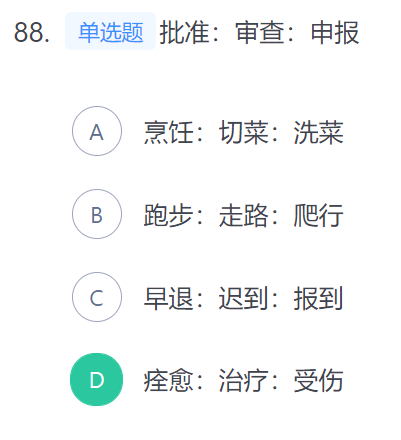 88. 单选题 批准：审查：申报
A 烹饪：切菜：洗菜
B 跑步：走路：爬行
C 早退：迟到：报到
D 痊愈：治疗：受伤